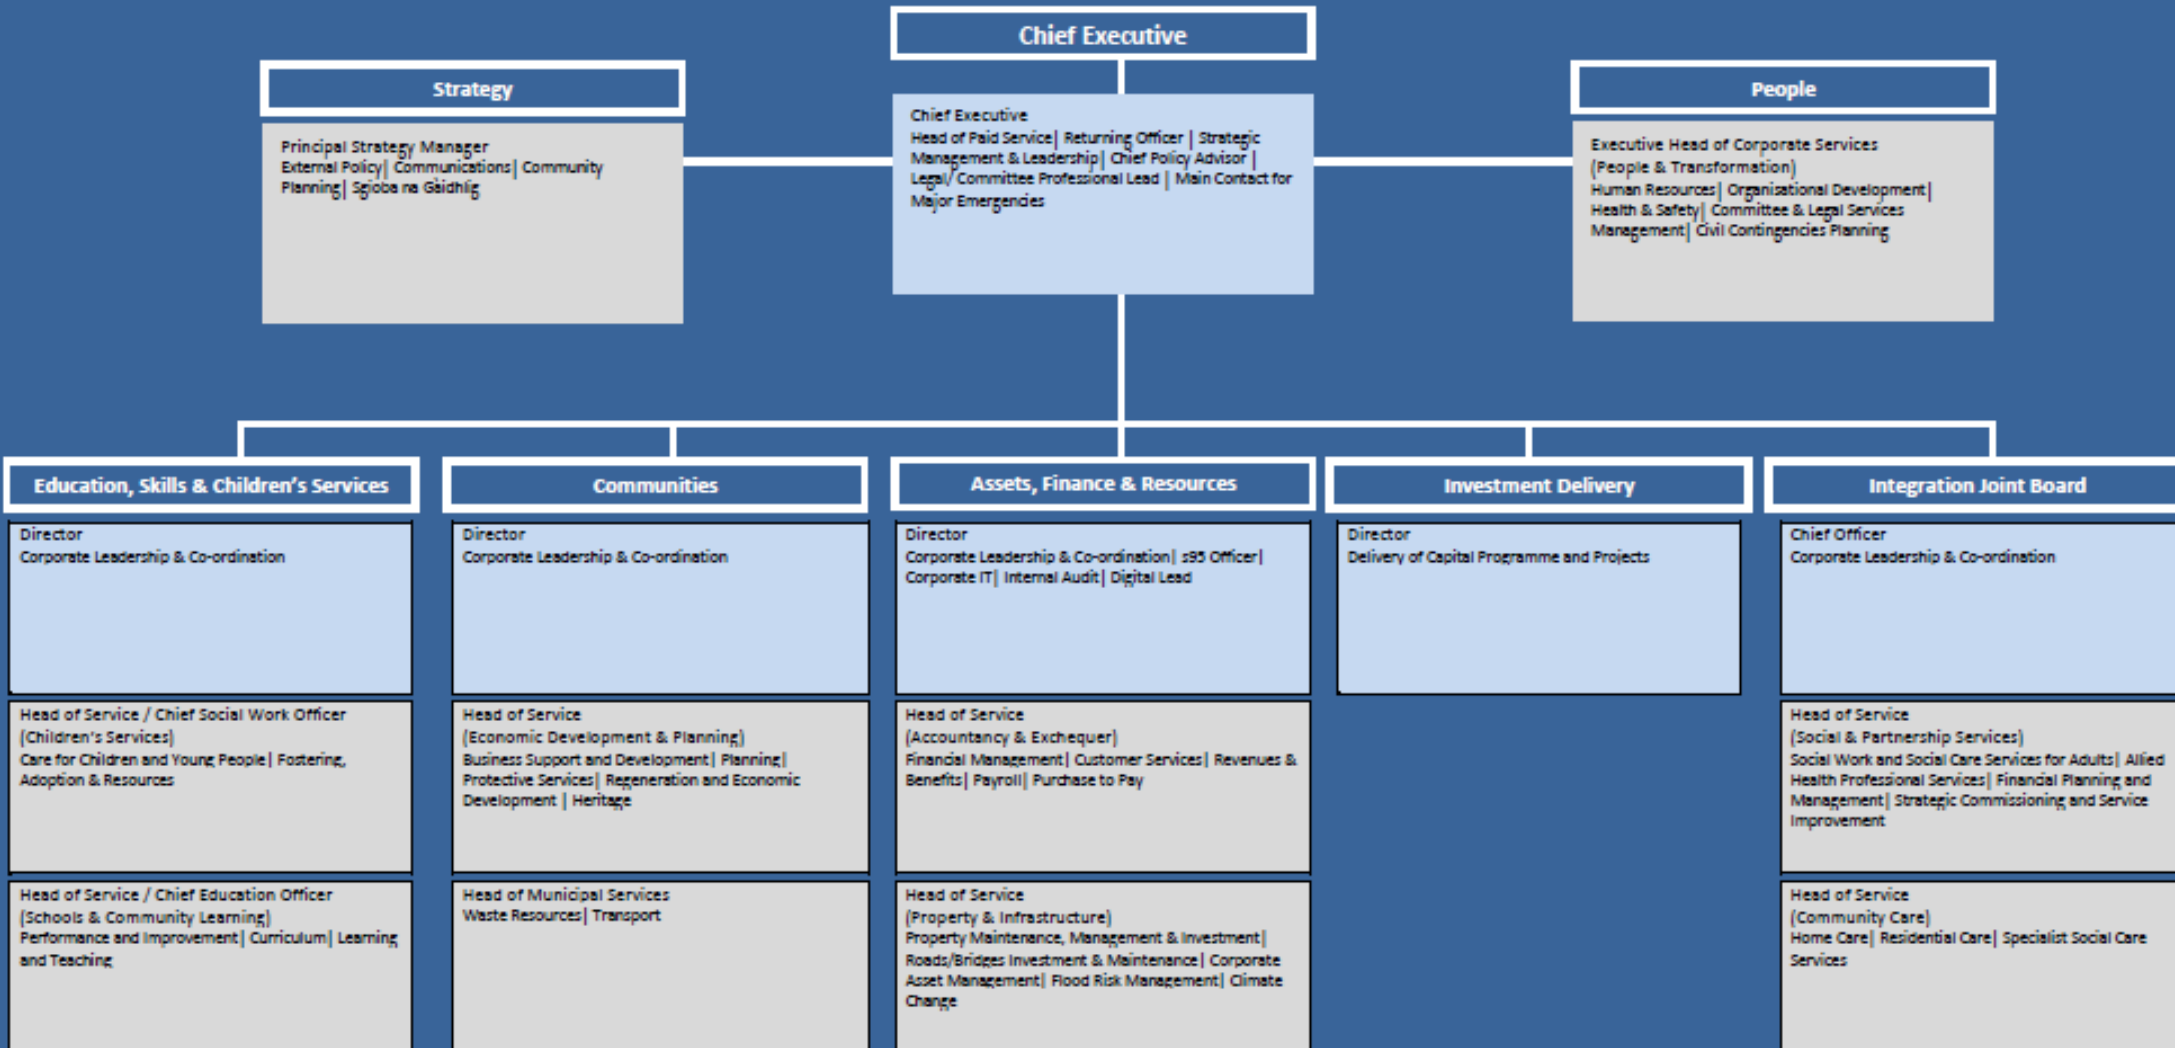 Chief Executive
Strategy
People
Principal Strategy Manager
External Policy| Communications| Community
Planning| Sgioba na Gàidhlig
Chief Executive
Head of Paid Service| Returning Officer | Strategic
Management & Leadership| Chief Policy Advisor |
Legal/ Committee Professional Lead | Main Contact for
Major Emergencies
Executive Head of Corporate Services
(People & Transformation)
Human Resources| Organisational Development|
Health & Safety| Committee & Legal Services
Management| Civil Contingencies Planning
Education, Skills & Children's Services
Director
Corporate Leadership & Co-ordination
Head of Service / Chief Social Work Officer
(Children's Services)
Care for Children and Young People| Fostering,
Adoption & Resources
Head of Service / Chief Education Officer
(Schools & Community Learning)
Performance and Improvement| Curriculum| Learning
and Teaching
Communities
Director
Corporate Leadership & Co-ordination
Head of Service
(Economic Development & Planning)
Business Support and Development| Planning|
Protective Services| Regeneration and Economic
Development | Heritage
Head of Municipal Services
Waste Resources| Transport
Assets, Finance & Resources
Director
Corporate Leadership & Co-ordination| s95 Officer|
Corporate IT| Internal Audit| Digital Lead
Head of Service
(Accountancy & Exchequer)
Financial Management| Customer Services| Revenues &
Benefits| Payroll| Purchase to Pay
Head of Service
(Property & Infrastructure)
Property Maintenance, Management & Investment|
Roads/Bridges Investment & Maintenance| Corporate
Asset Management| Flood Risk Management| Climate
Change
Investment Delivery
Director
Delivery of Capital Programme and Projects
Integration Joint Board
Chief Officer
Corporate Leadership & Co-ordination
Head of Service
(Social & Partnership Services)
Social Work and Social Care Services for Adults| Allied
Health Professional Services| Financial Planning and
Management| Strategic Commissioning and Service
Improvement
Head of Service
(Community Care)
Home Care| Residential Care| Specialist Social Care
Services